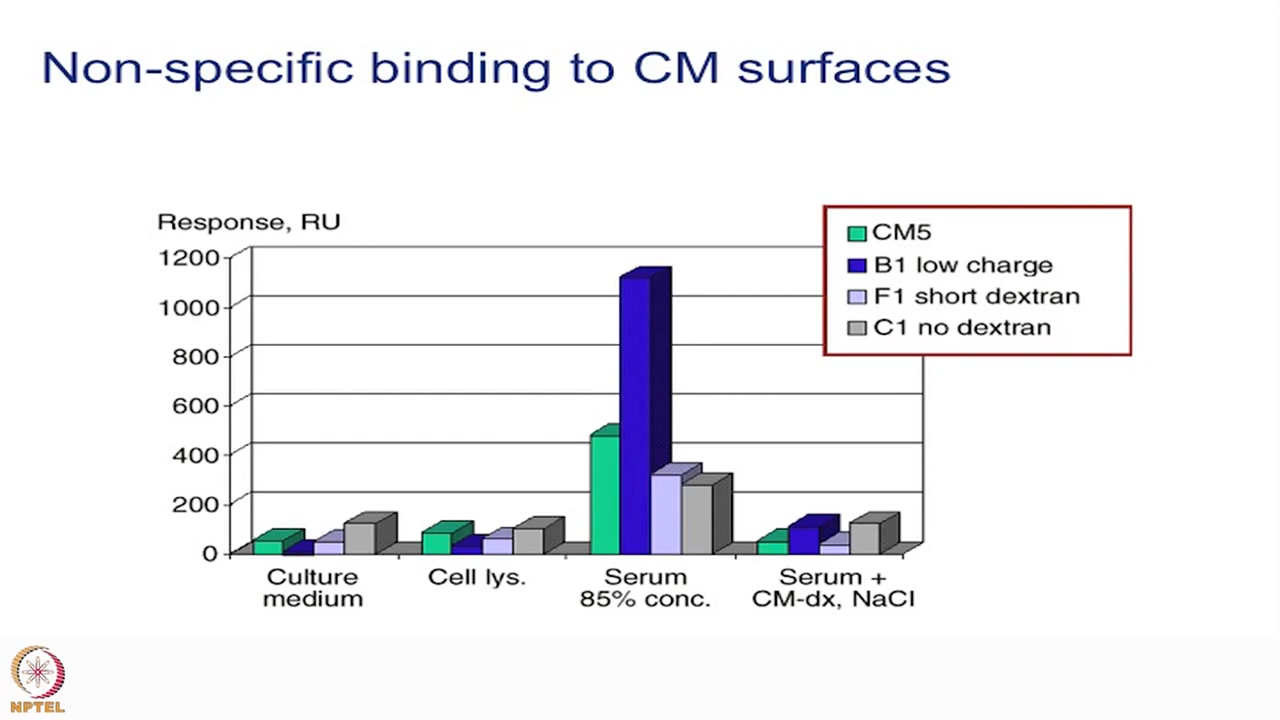 Non-specific binding to CM surfaces
Response, RU
1200
1000
800
600
400
200
0
CM5
B1 low charge
F1 short dextran
C1 no dextran
Culture
medium
Cell lys.
Serum
85% conc.
Serum +
CM-dx, NaCl
NPTEL